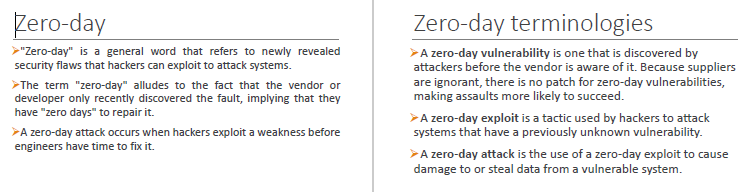 Zero-day
➤"Zero-day" is a general word that refers to newly revealed
security flaws that hackers can exploit to attack systems.
➤The term "zero-day" alludes to the fact that the vendor or
developer only recently discovered the fault, implying that they
have "zero days" to repair it.
➤A zero-day attack occurs when hackers exploit a weakness before
engineers have time to fix it.
Zero-day terminologies
➤A zero-day vulnerability is one that is discovered by
attackers before the vendor is aware of it. Because suppliers
are ignorant, there is no patch for zero-day vulnerabilities,
making assaults more likely to succeed.
➤A zero-day exploit is a tactic used by hackers to attack
systems that have a previously unknown vulnerability.
➤A zero-day attack is the use of a zero-day exploit to cause
damage to or steal data from a vulnerable system.